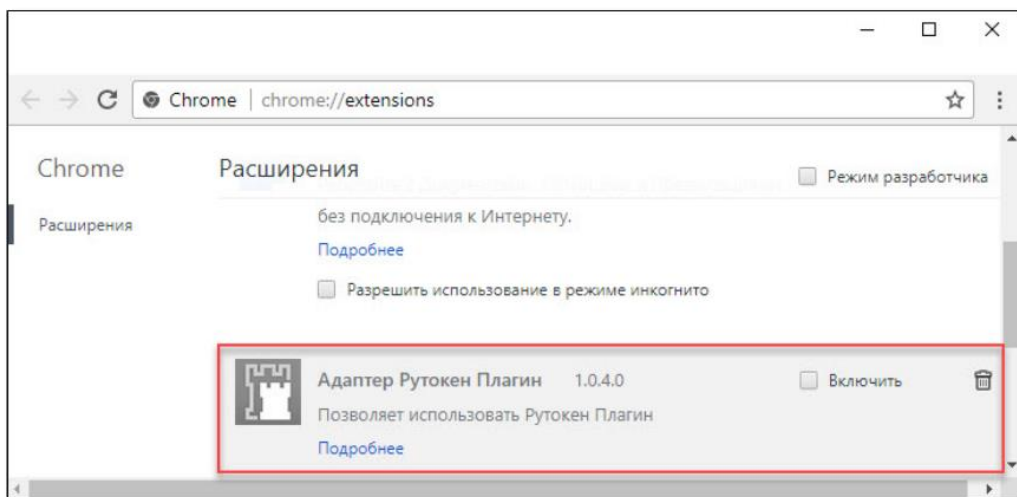 Chrome | chrome://extensions
Chrome
Расширения
Режим разработчика
Расширения
без подключения к Интернету.
Подробнее
Разрешить использование в режиме инкогнито
Адаптер Рутокен Плагин 1.0.4.0
Включить
Позволяет использовать Рутокен Плагин
Подробнее